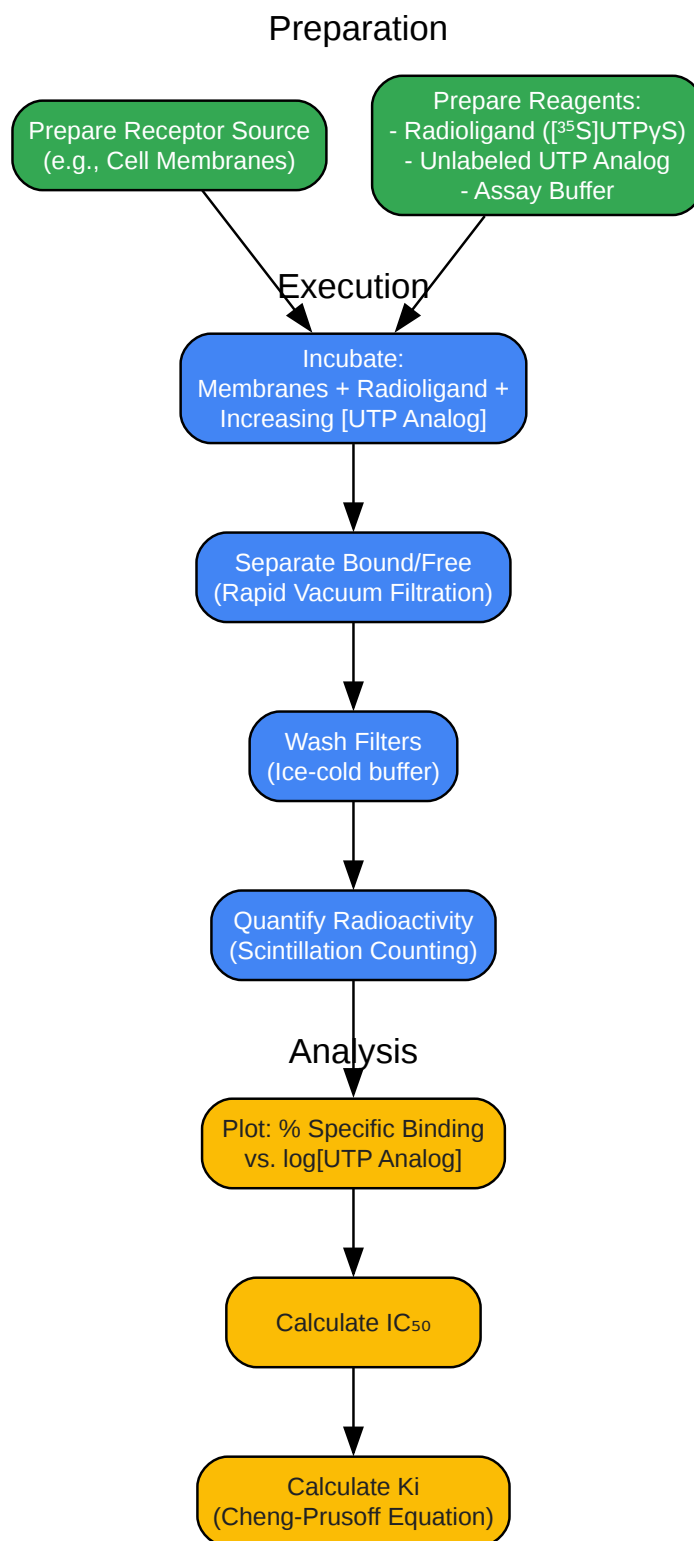 Preparation
Prepare Receptor Source
(e.g., Cell Membranes)
Prepare Reagents:
- Radioligand ([³⁵S]UTPγS)
- Unlabeled UTP Analog
- Assay Buffer
Execution
Incubate:
Membranes + Radioligand +
Increasing [UTP Analog]
Separate Bound/Free
(Rapid Vacuum Filtration)
Wash Filters
(Ice-cold buffer)
Quantify Radioactivity
(Scintillation Counting)
Analysis
Plot: % Specific Binding
vs. log[UTP Analog]
Calculate IC₅₀
Calculate Ki
(Cheng-Prusoff Equation)